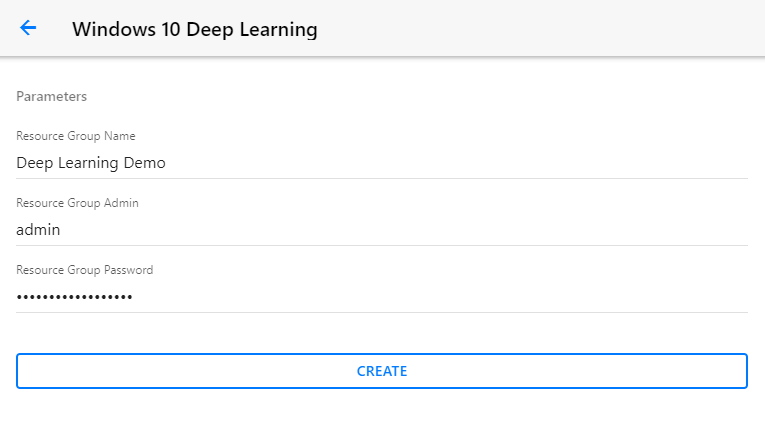 Windows 10 Deep Learning
Parameters
Resource Group Name
Deep Learning Demo
Resource Group Admin
admin
Resource Group Password
••••••••••••••••••
CREATE